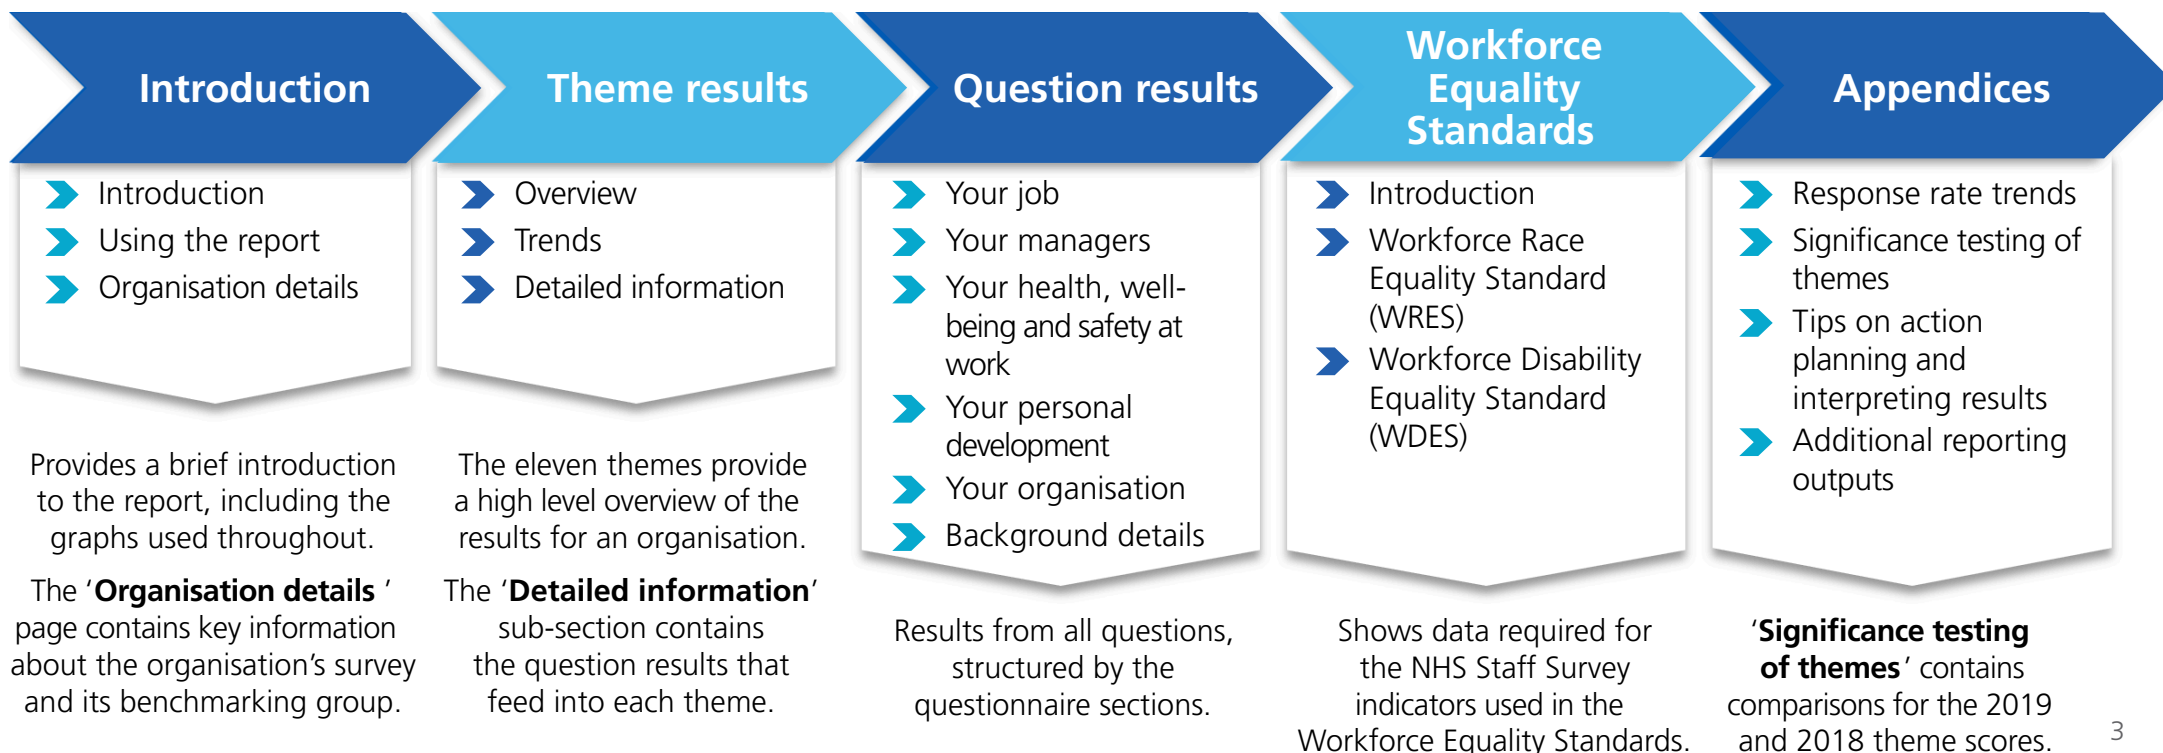 Introduction
Introduction
Using the report
Organisation details
Provides a brief introduction
to the report, including the
graphs used throughout.
The ‘Organisation details ’
page contains key information
about the organisation’s survey
and its benchmarking group.
Theme results
Overview
Trends
Detailed information
The eleven themes provide
a high level overview of the
results for an organisation.
The ‘Detailed information’
sub-section contains
the question results that
feed into each theme.
Question results
Your job
Your managers
Your health, well-
being and safety at
work
Your personal
development
Your organisation
Background details
Results from all questions,
structured by the
questionnaire sections.
Workforce
Equality
Standards
Introduction
Workforce Race
Equality Standard
(WRES)
Workforce Disability
Equality Standard
(WDES)
Shows data required for
the NHS Staff Survey
indicators used in the
Workforce Equality Standards.
Appendices
Response rate trends
Significance testing of
themes
Tips on action
planning and
interpreting results
Additional reporting
outputs
‘Significance testing
of themes’ contains
comparisons for the 2019
and 2018 theme scores.
3